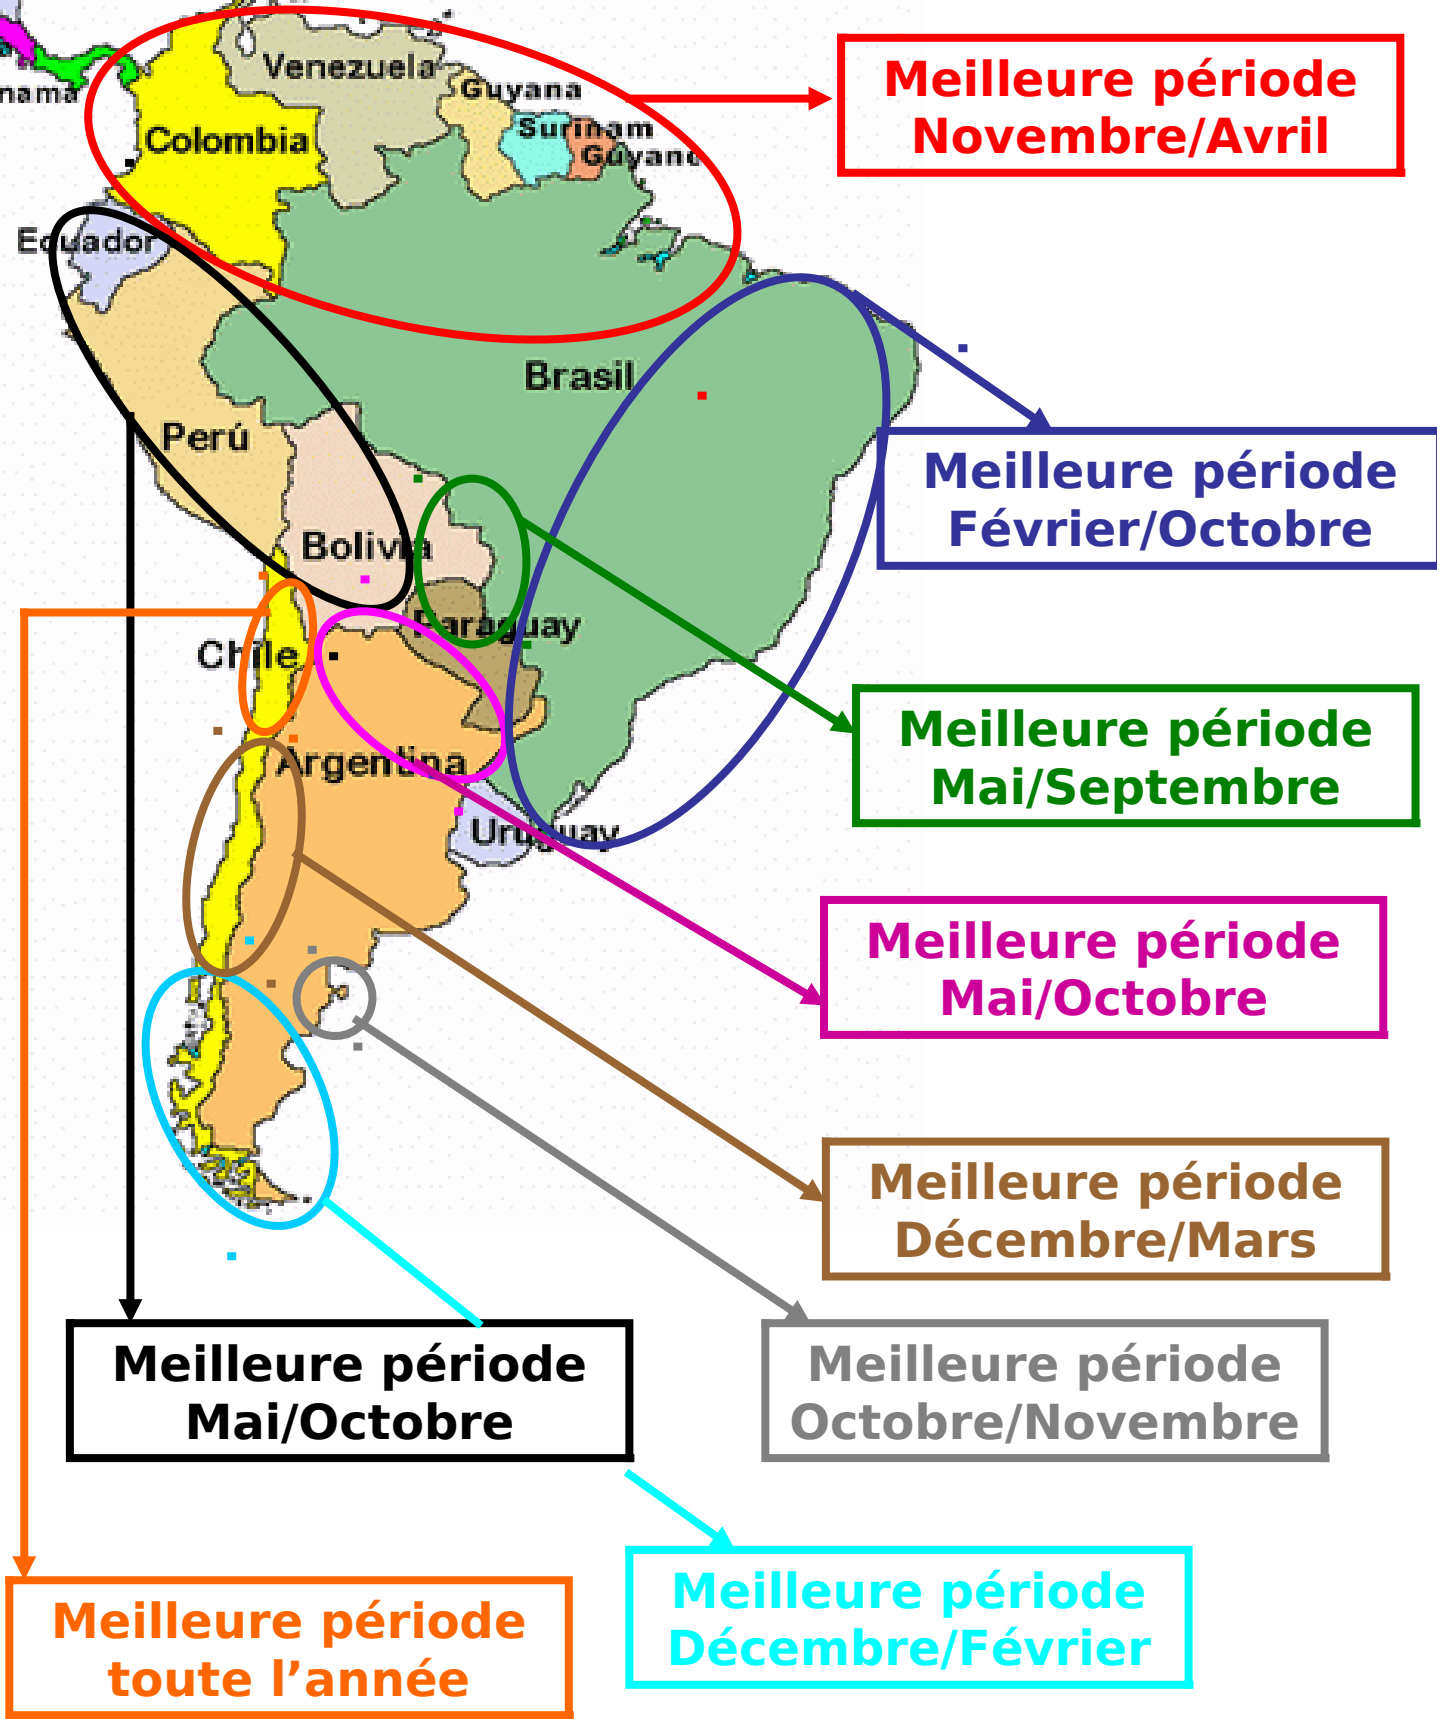 Venezuela
nama
Guyana
Colombia
Surinam
Guyane
Ecuador
Brasil
Perú
Bolivia
Paraguay
Chile
Argentina
Uruguay
Meilleure période
Novembre/Avril
Meilleure période
Février/Octobre
Meilleure période
Mai/Septembre
Meilleure période
Mai/Octobre
Meilleure période
Décembre/Mars
Meilleure période
Mai/Octobre
Meilleure période
Octobre/Novembre
Meilleure période
Décembre/Février
Meilleure période
toute l’année